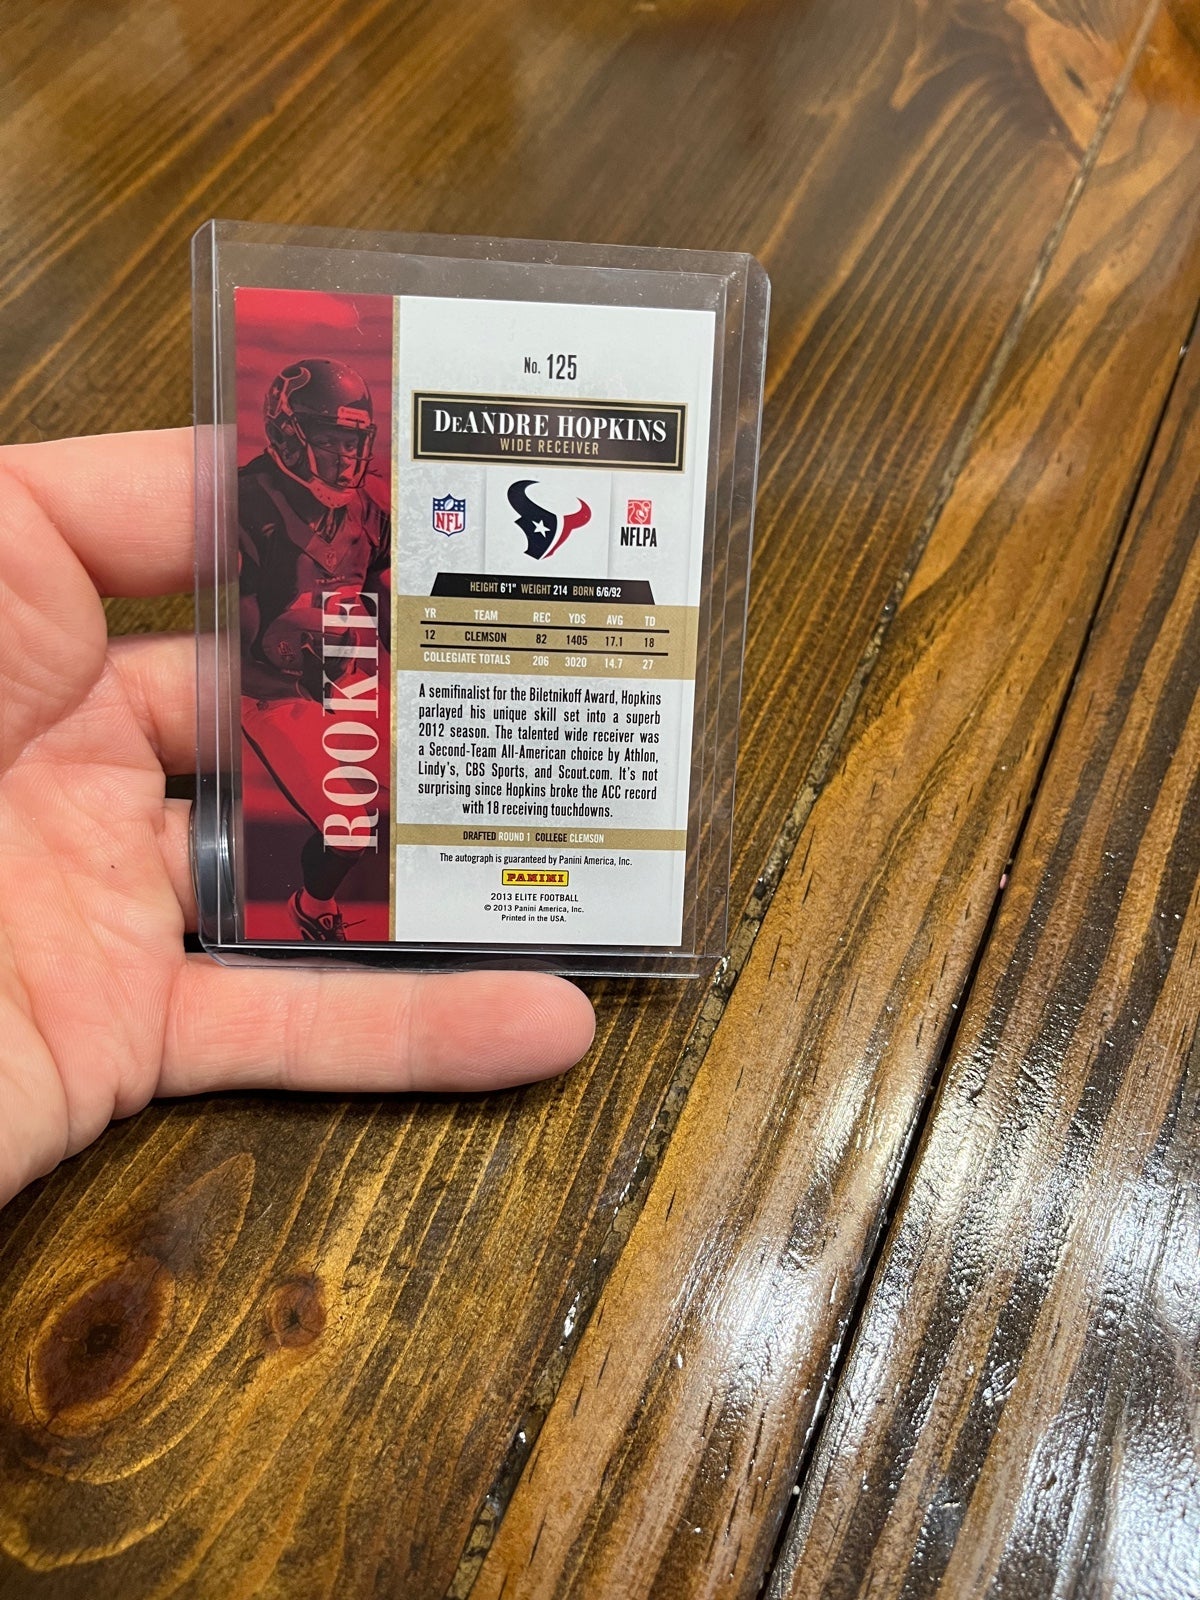 No. 125
DeANDRE HOPKINS
WIDE RECEIVER
NFL
NFLPA
HEIGHT 6'1" WEIGHT 214 BORN 6/6/92
YR TEAM REC YDS AVG TD
12 CLEMSON 82 1405 17.1 18
COLLEGIATE TOTALS 206 3020 14.7 27
ROOKIE
A semifinalist for the Biletnikoff Award, Hopkins
parlayed his unique skill set into a superb
2012 season. The talented wide receiver was
a Second-Team All-American choice by Athlon,
Lindy's, CBS Sports, and Scout.com. It's not
surprising since Hopkins broke the ACC record
with 18 receiving touchdowns.
DRAFTED ROUND 1 COLLEGE CLEMSON
The autograph is guaranteed by Panini America, Inc.
PANINI
2013 ELITE FOOTBALL
© 2013 Panini America, Inc.
Printed in the USA.